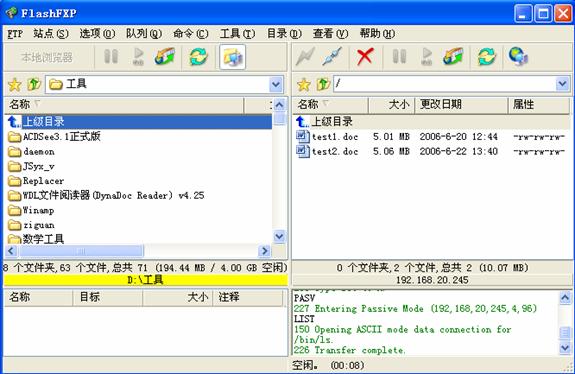 FlashFXP
FTP 站点(S) 选项(O) 队列(Q) 命令(C) 工具(T) 目录(D) 查看(V) 帮助(H)
本地浏览器
工具
/
名称
名称 大小 更改日期 属性
上级目录
ACDSee3.1正式版
daemon
JSyx_v
Replacer
WDL文件阅读器(DynaDoc Reader) v4.25
Winamp
ziguan
数学工具
上级目录
test1.doc 5.01 MB 2006-6-20 12:44 -rw-rw-rw-
test2.doc 5.06 MB 2006-6-22 13:40 -rw-rw-rw-
8 个文件夹,63 个文件,总共 71 (194.44 MB / 4.00 GB 空闲)
D:\工具
0 个文件夹,2 个文件,总共 2 (10.07 MB)
192.168.20.245
名称 目标 大小 注释
PASV
227 Entering Passive Mode (192,168,20,245,4,96)
LIST
150 Opening ASCII mode data connection for
/bin/ls.
226 Transfer complete.
空闲。 (00:08)